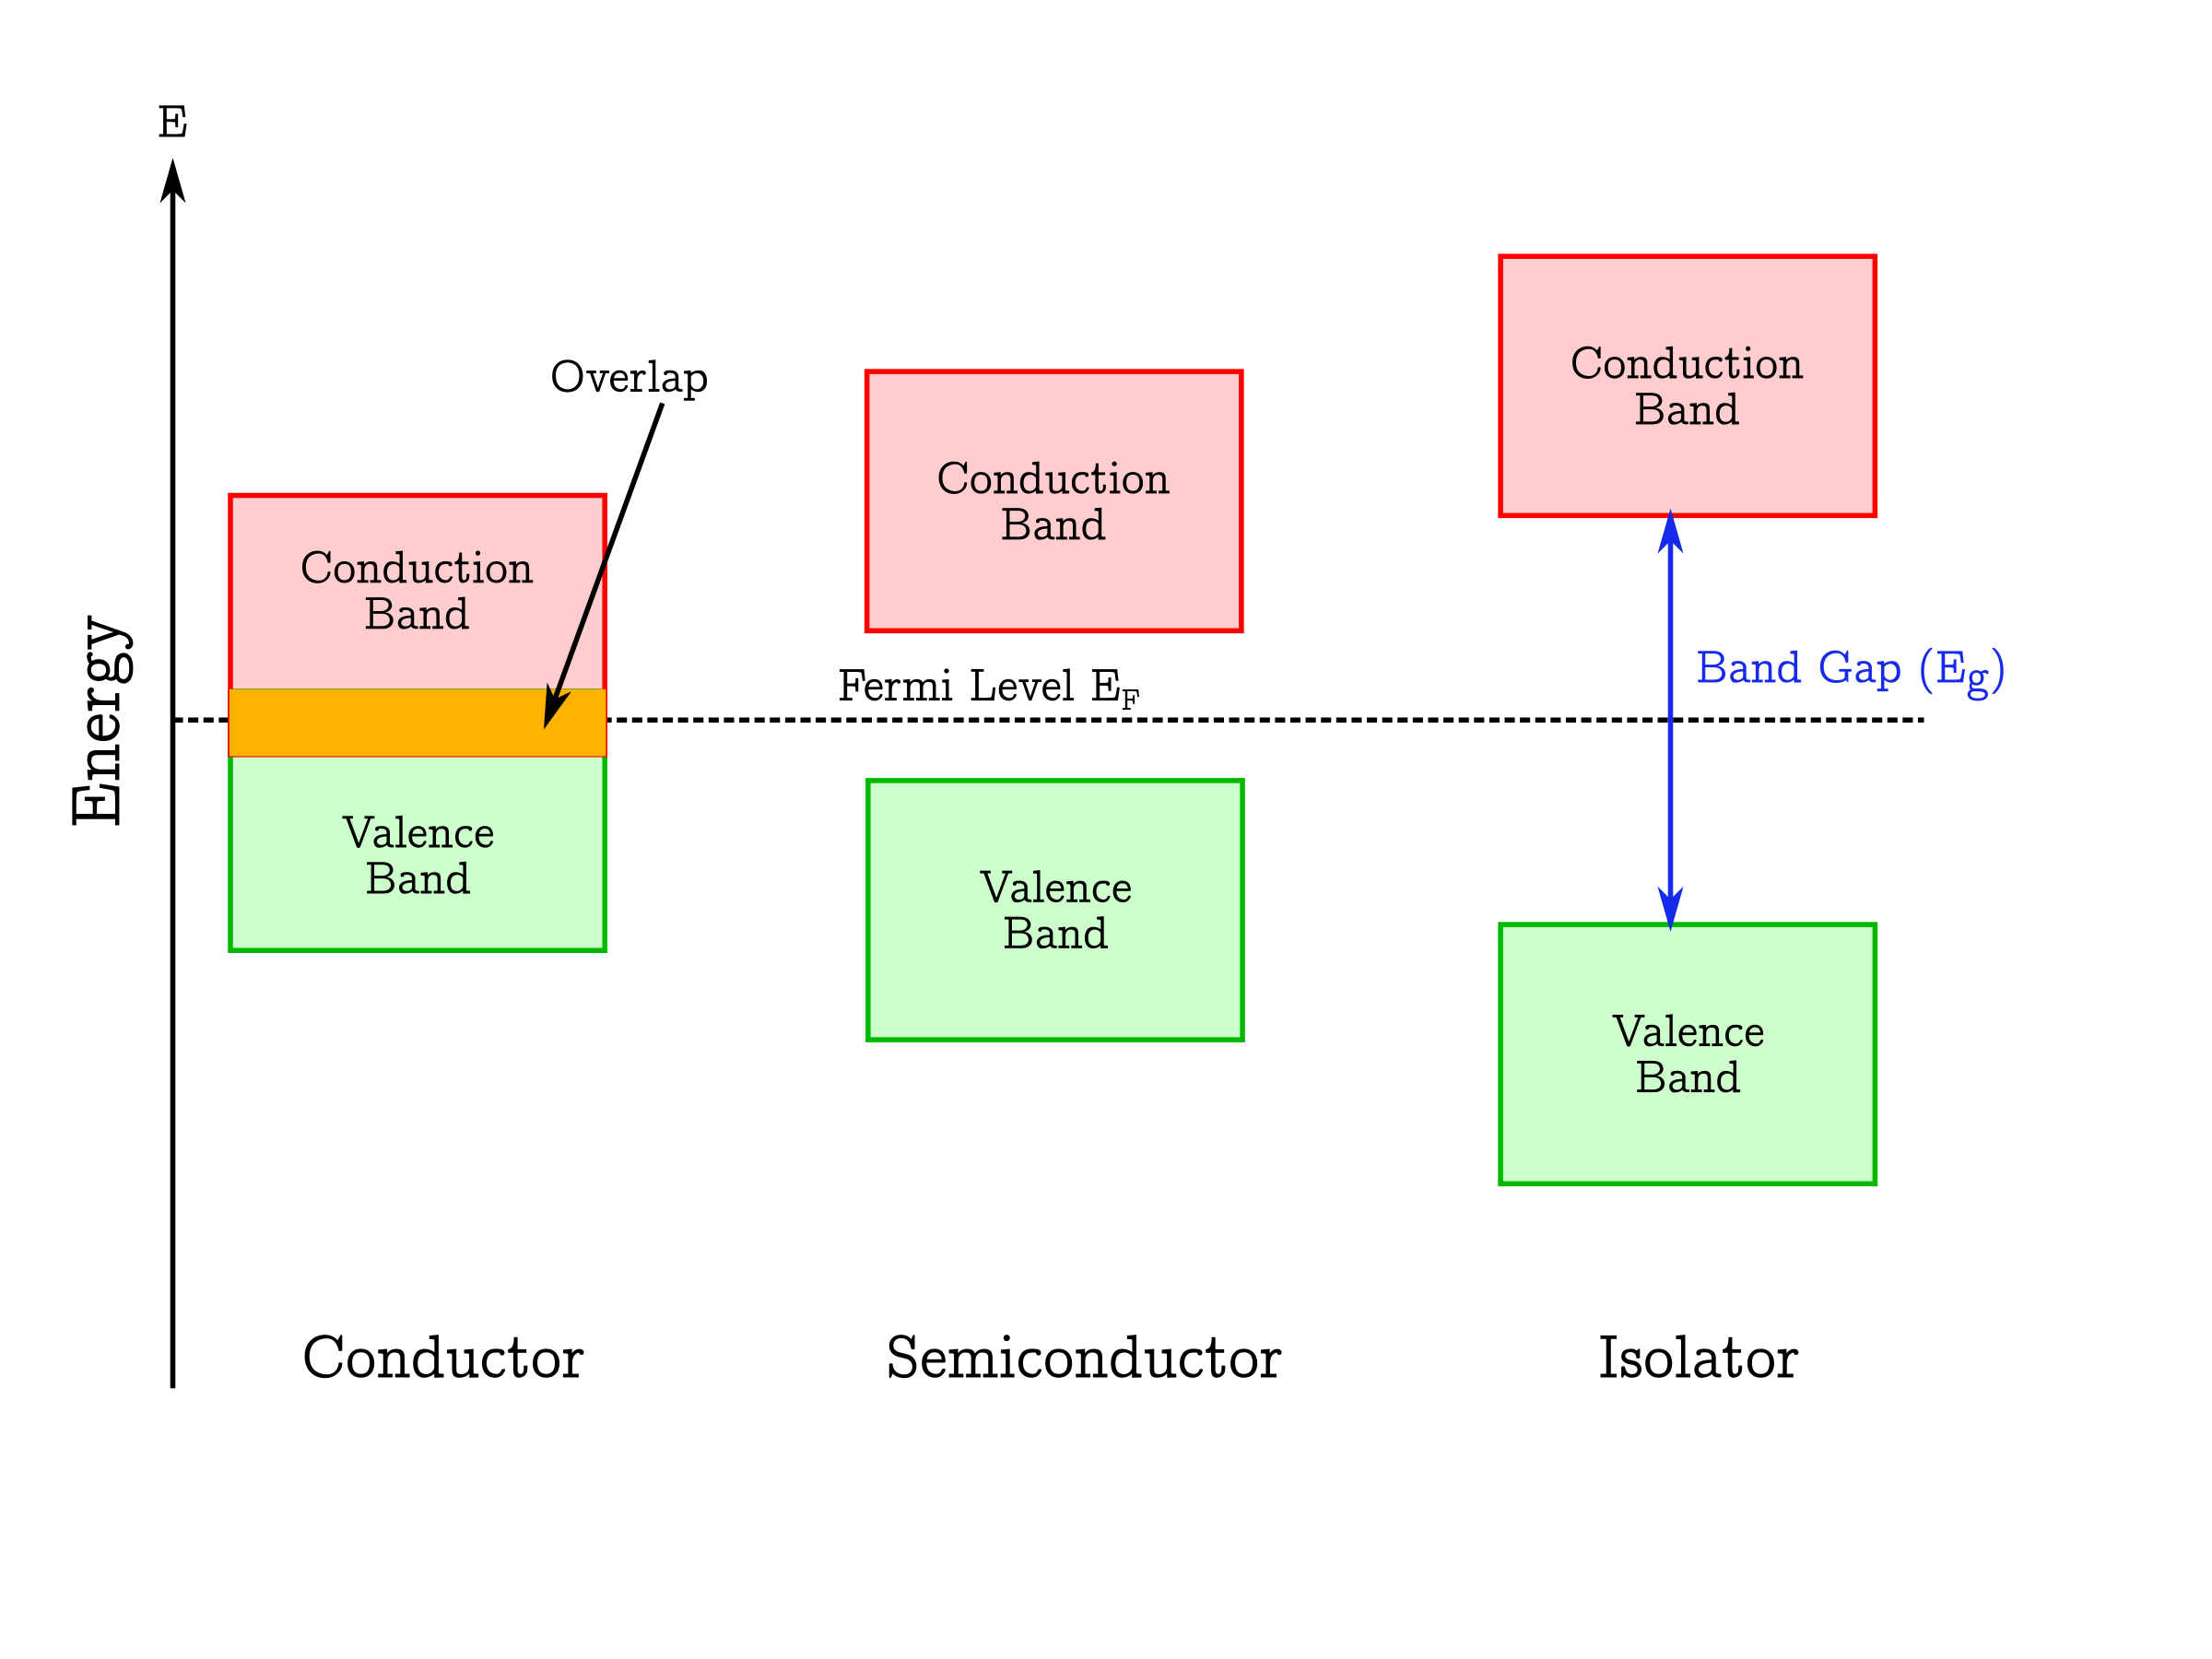 E
Energy
Overlap
Conduction
Band
Valence
Band
Conduction
Band
Fermi Level E_F
Valence
Band
Conduction
Band
Band Gap (E_g)
Valence
Band
Conductor
Semiconductor
Isolator